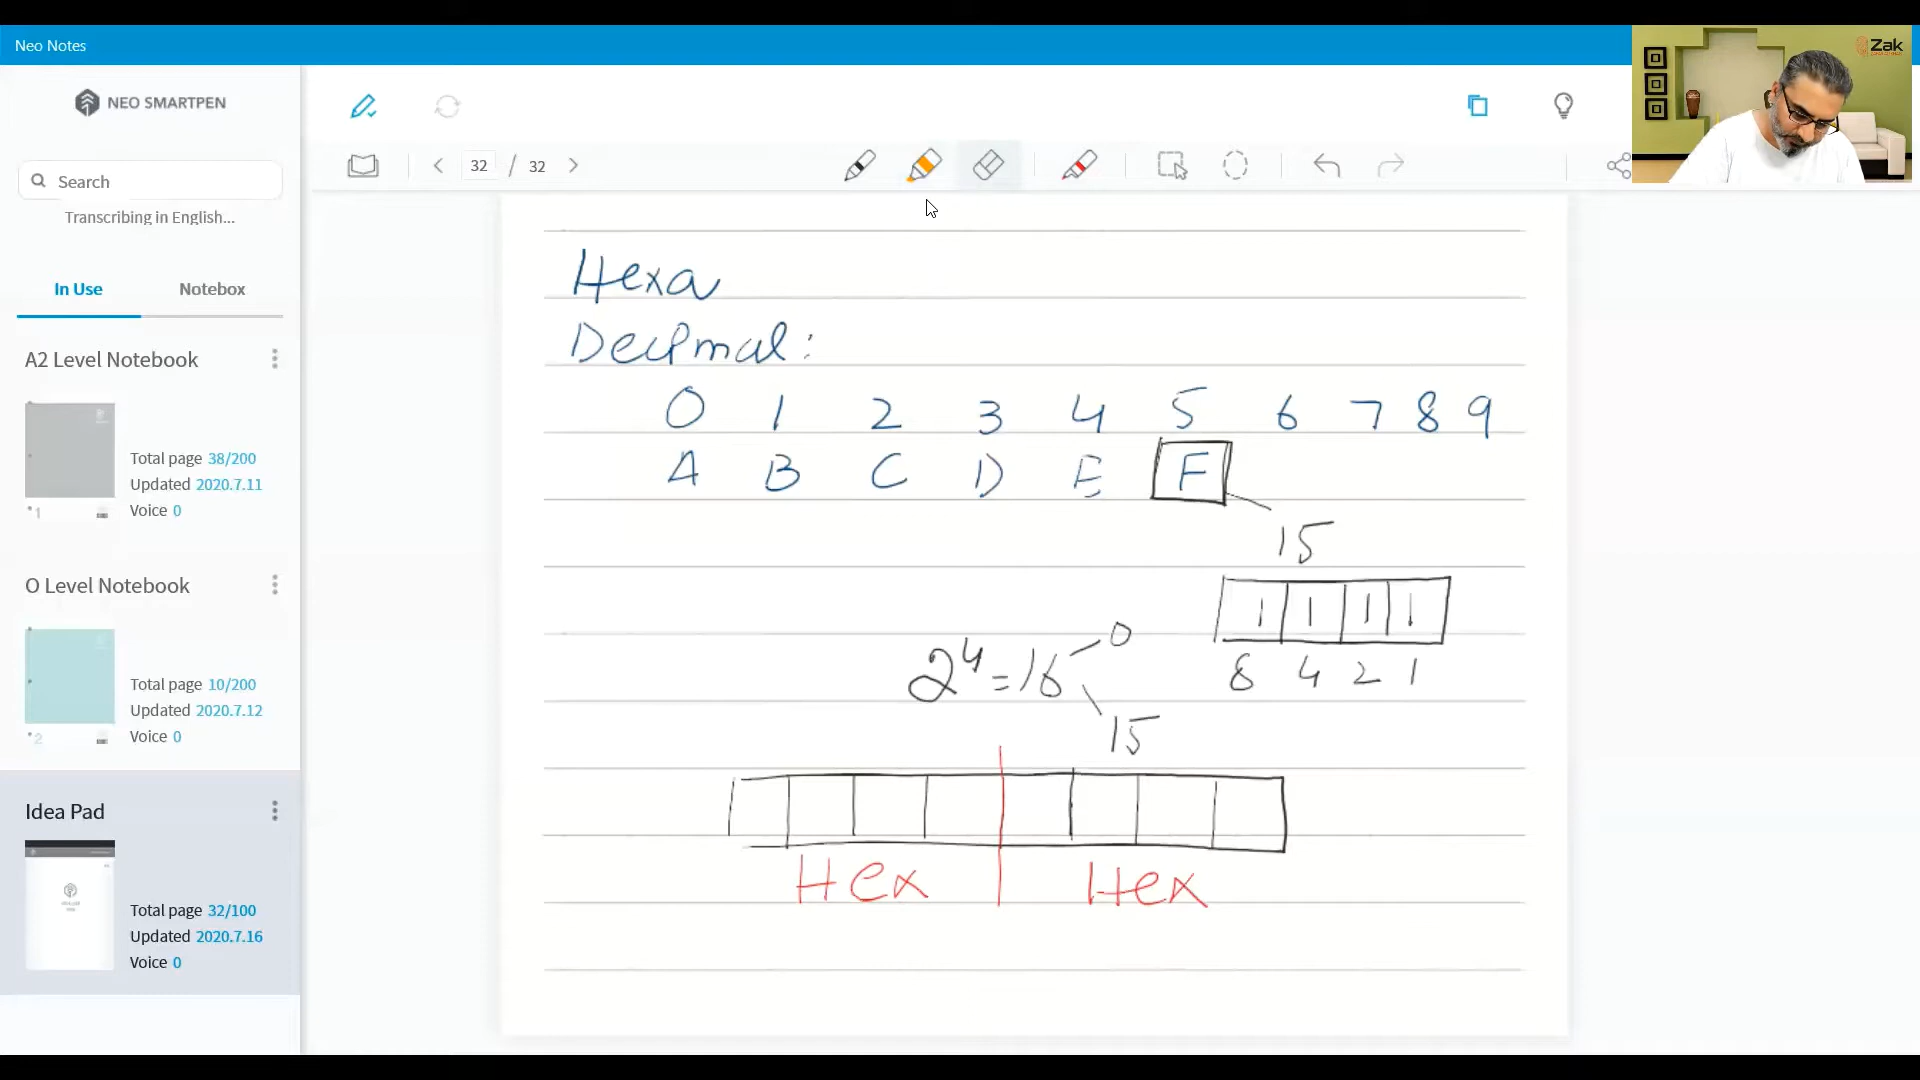 Neo Notes
Zak
NEO SMARTPEN
Search
32 / 32
Transcribing in English...
In Use
Notebox
A2 Level Notebook
Total page 38/200
Updated 2020.7.11
Voice 0
1
O Level Notebook
Total page 10/200
Updated 2020.7.12
Voice 0
2
Idea Pad
Total page 32/100
Updated 2020.7.16
Voice 0
Hexa
Decimal:
0 1 2 3 4 5 6 7 8 9
A B C D E F
15
1 1 1 1
8 4 2 1
2⁴=16
0
15
Hex Hex